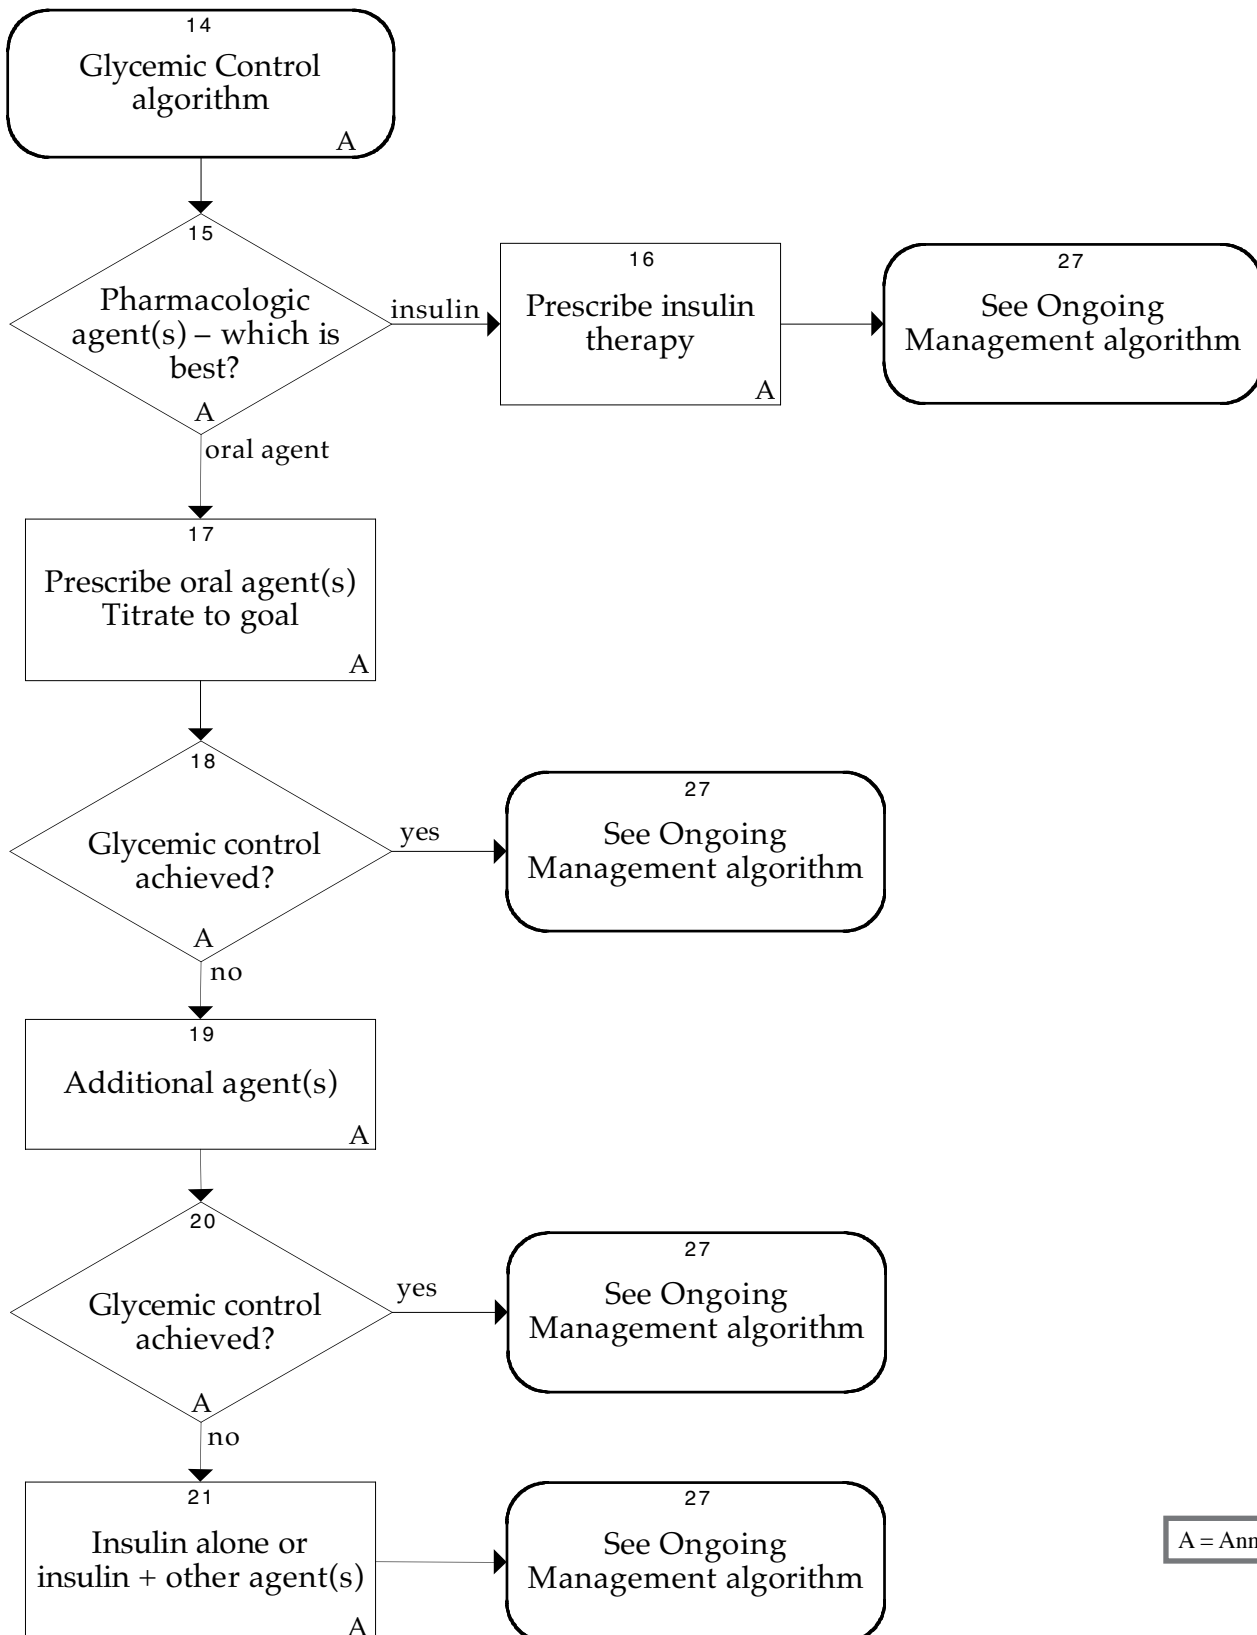 14
Glycemic Control
algorithm
A
15
Pharmacologic
agent(s) – which is
best?
A
insulin
16
Prescribe insulin
therapy
A
27
See Ongoing
Management algorithm
oral agent
17
Prescribe oral agent(s)
Titrate to goal
A
18
Glycemic control
achieved?
A
yes
27
See Ongoing
Management algorithm
no
19
Additional agent(s)
A
20
Glycemic control
achieved?
A
yes
27
See Ongoing
Management algorithm
no
21
Insulin alone or
insulin + other agent(s)
A
27
See Ongoing
Management algorithm
A = Ann